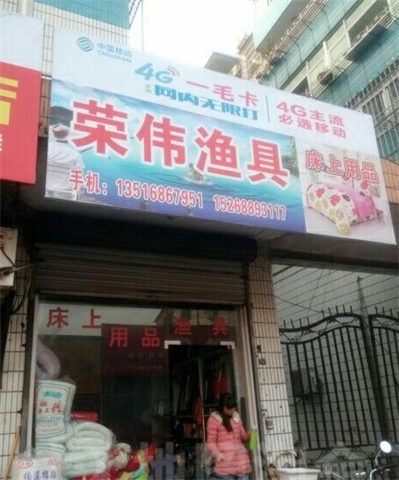 中国移动
China Mobile
4G 一毛卡
网内无限打
4G主流
必选移动
荣伟渔具
床上用品
手机：13516867951 15268893117
床上用品渔具